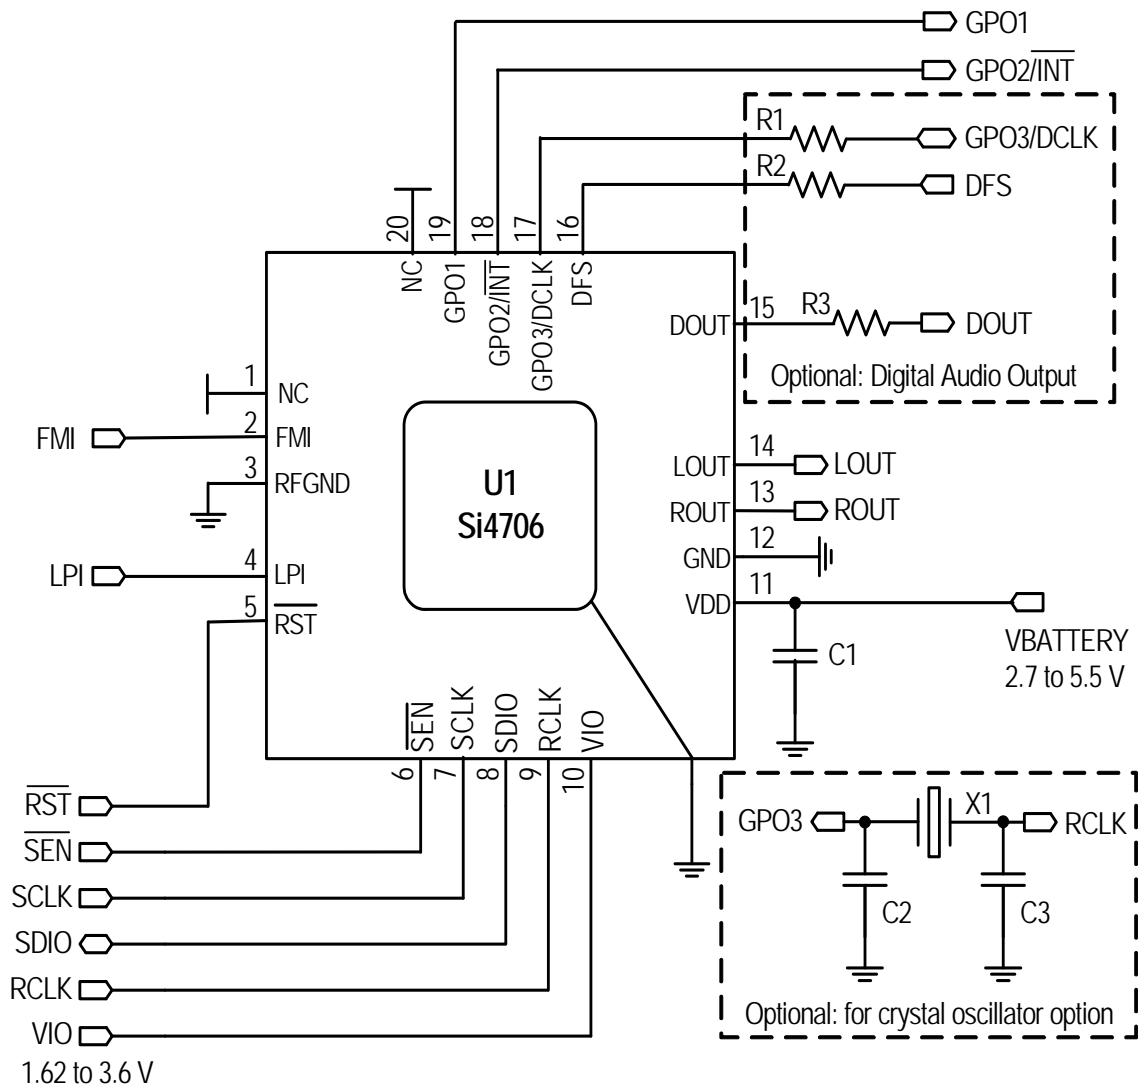 GPO1
GPO2/INT
R1
GPO3/DCLK
R2
DFS
20
19
18
17
16
NC
GPO1
GPO2/INT
GPO3/DCLK
DFS
DOUT
15
R3
DOUT
Optional: Digital Audio Output
1
NC
FMI
2
FMI
3
RFGND
U1
Si4706
LOUT
14
LOUT
ROUT
13
ROUT
GND
12
LPI
4
LPI
VDD
11
5
RST
VBATTERY
2.7 to 5.5 V
C1
SEN
SCLK
SDIO
RCLK
VIO
6
7
8
9
10
RST
SEN
SCLK
SDIO
RCLK
VIO
1.62 to 3.6 V
GPO3
X1
RCLK
C2
C3
Optional: for crystal oscillator option